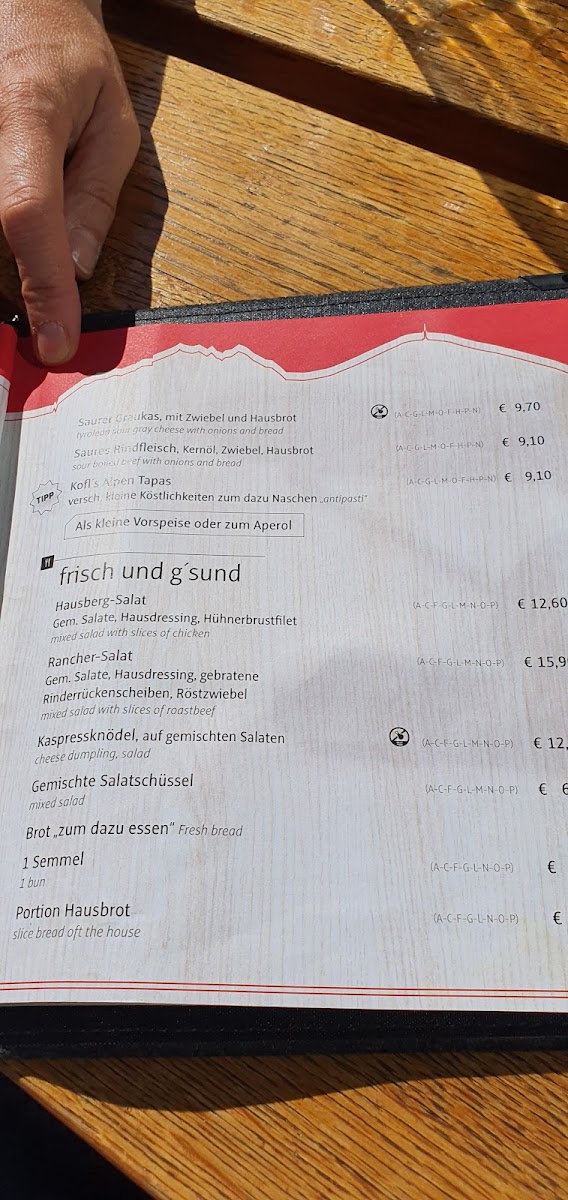 Saurer Graukas, mit Zwiebel und Hausbrot (A-C-G-L-M-O-F-H-P-N) € 9,70
tyrolean sour gray cheese with onions and bread
Saures Rindfleisch, Kernöl, Zwiebel, Hausbrot (A-C-G-L-M-O-F-H-P-N) € 9,10
sour boiled beef with onions and bread
TIPP
Kofl´s Alpen Tapas (A-C-G-L-M-O-F-H-P-N) € 9,10
versch. kleine Köstlichkeiten zum dazu Naschen „antipasti"
Als kleine Vorspeise oder zum Aperol
frisch und g´sund
Hausberg-Salat (A-C-F-G-L-M-N-O-P) € 12,60
Gem. Salate, Hausdressing, Hühnerbrustfilet
mixed salad with slices of chicken
Rancher-Salat (A-C-F-G-L-M-N-O-P) € 15,9
Gem. Salate, Hausdressing, gebratene
Rinderrückenscheiben, Röstzwiebel
mixed salad with slices of roastbeef
Kaspressknödel, auf gemischten Salaten (A-C-F-G-L-M-N-O-P) € 12,
cheese dumpling, salad
Gemischte Salatschüssel (A-C-F-G-L-M-N-O-P) € 6
mixed salad
Brot „zum dazu essen" Fresh bread
1 Semmel (A-C-F-G-L-N-O-P) €
1 bun
Portion Hausbrot (A-C-F-G-L-N-O-P) €
slice bread oft the house